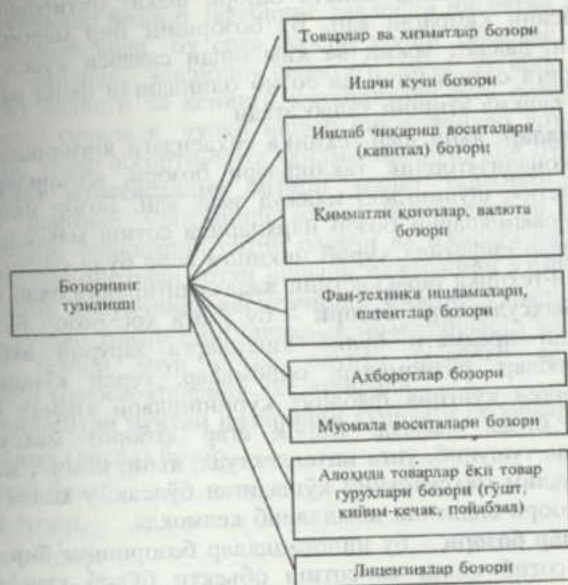 Товарлар ва хизматлар бозори
Ишчи кучи бозори
Ишлаб чиқариш воситалари
(капитал) бозори
Қимматли қоғозлар, валюта
бозори
Бозорнинг
тузилиши
Фан-техника ишламалари,
патентлар бозори
Ахборотлар бозори
Муомала воситалари бозори
Алоҳида товарлар ёки товар
гуруҳлари бозори (гўшт,
кийим-кечак, пойабзал)
Лицензиялар бозори